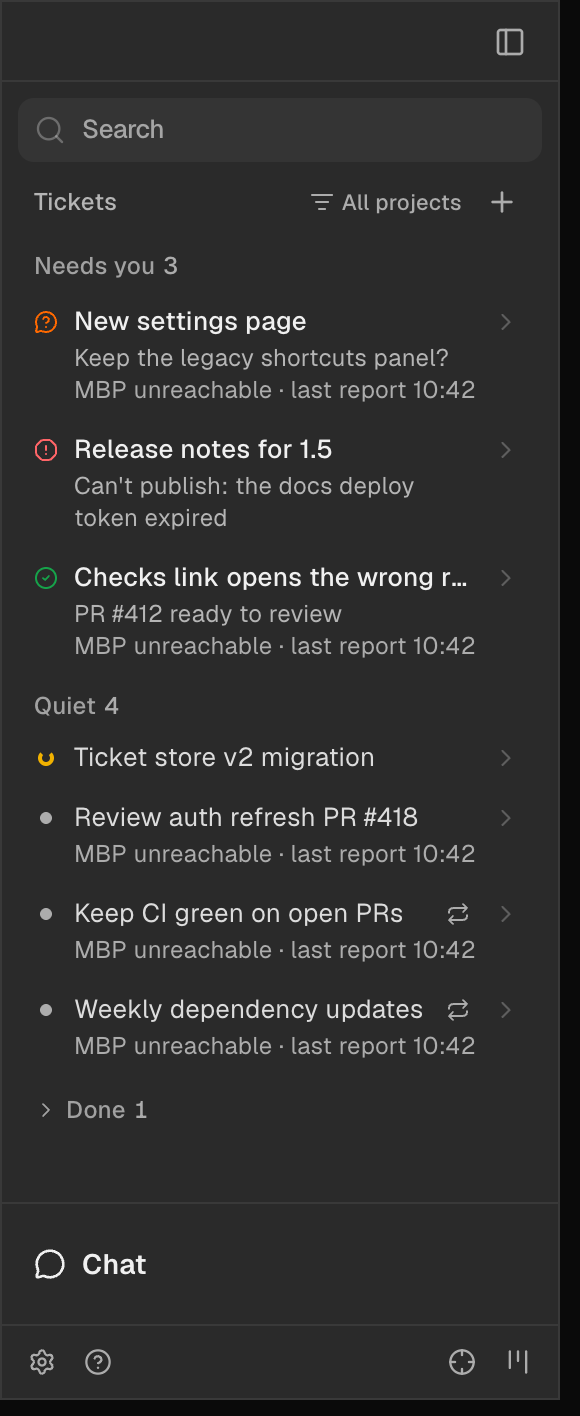 Search
Tickets
All projects
Needs you 3
New settings page
Keep the legacy shortcuts panel?
MBP unreachable · last report 10:42
Release notes for 1.5
Can't publish: the docs deploy
token expired
Checks link opens the wrong r...
PR #412 ready to review
MBP unreachable · last report 10:42
Quiet 4
Ticket store v2 migration
Review auth refresh PR #418
MBP unreachable · last report 10:42
Keep CI green on open PRs
MBP unreachable · last report 10:42
Weekly dependency updates
MBP unreachable · last report 10:42
Done 1
Chat